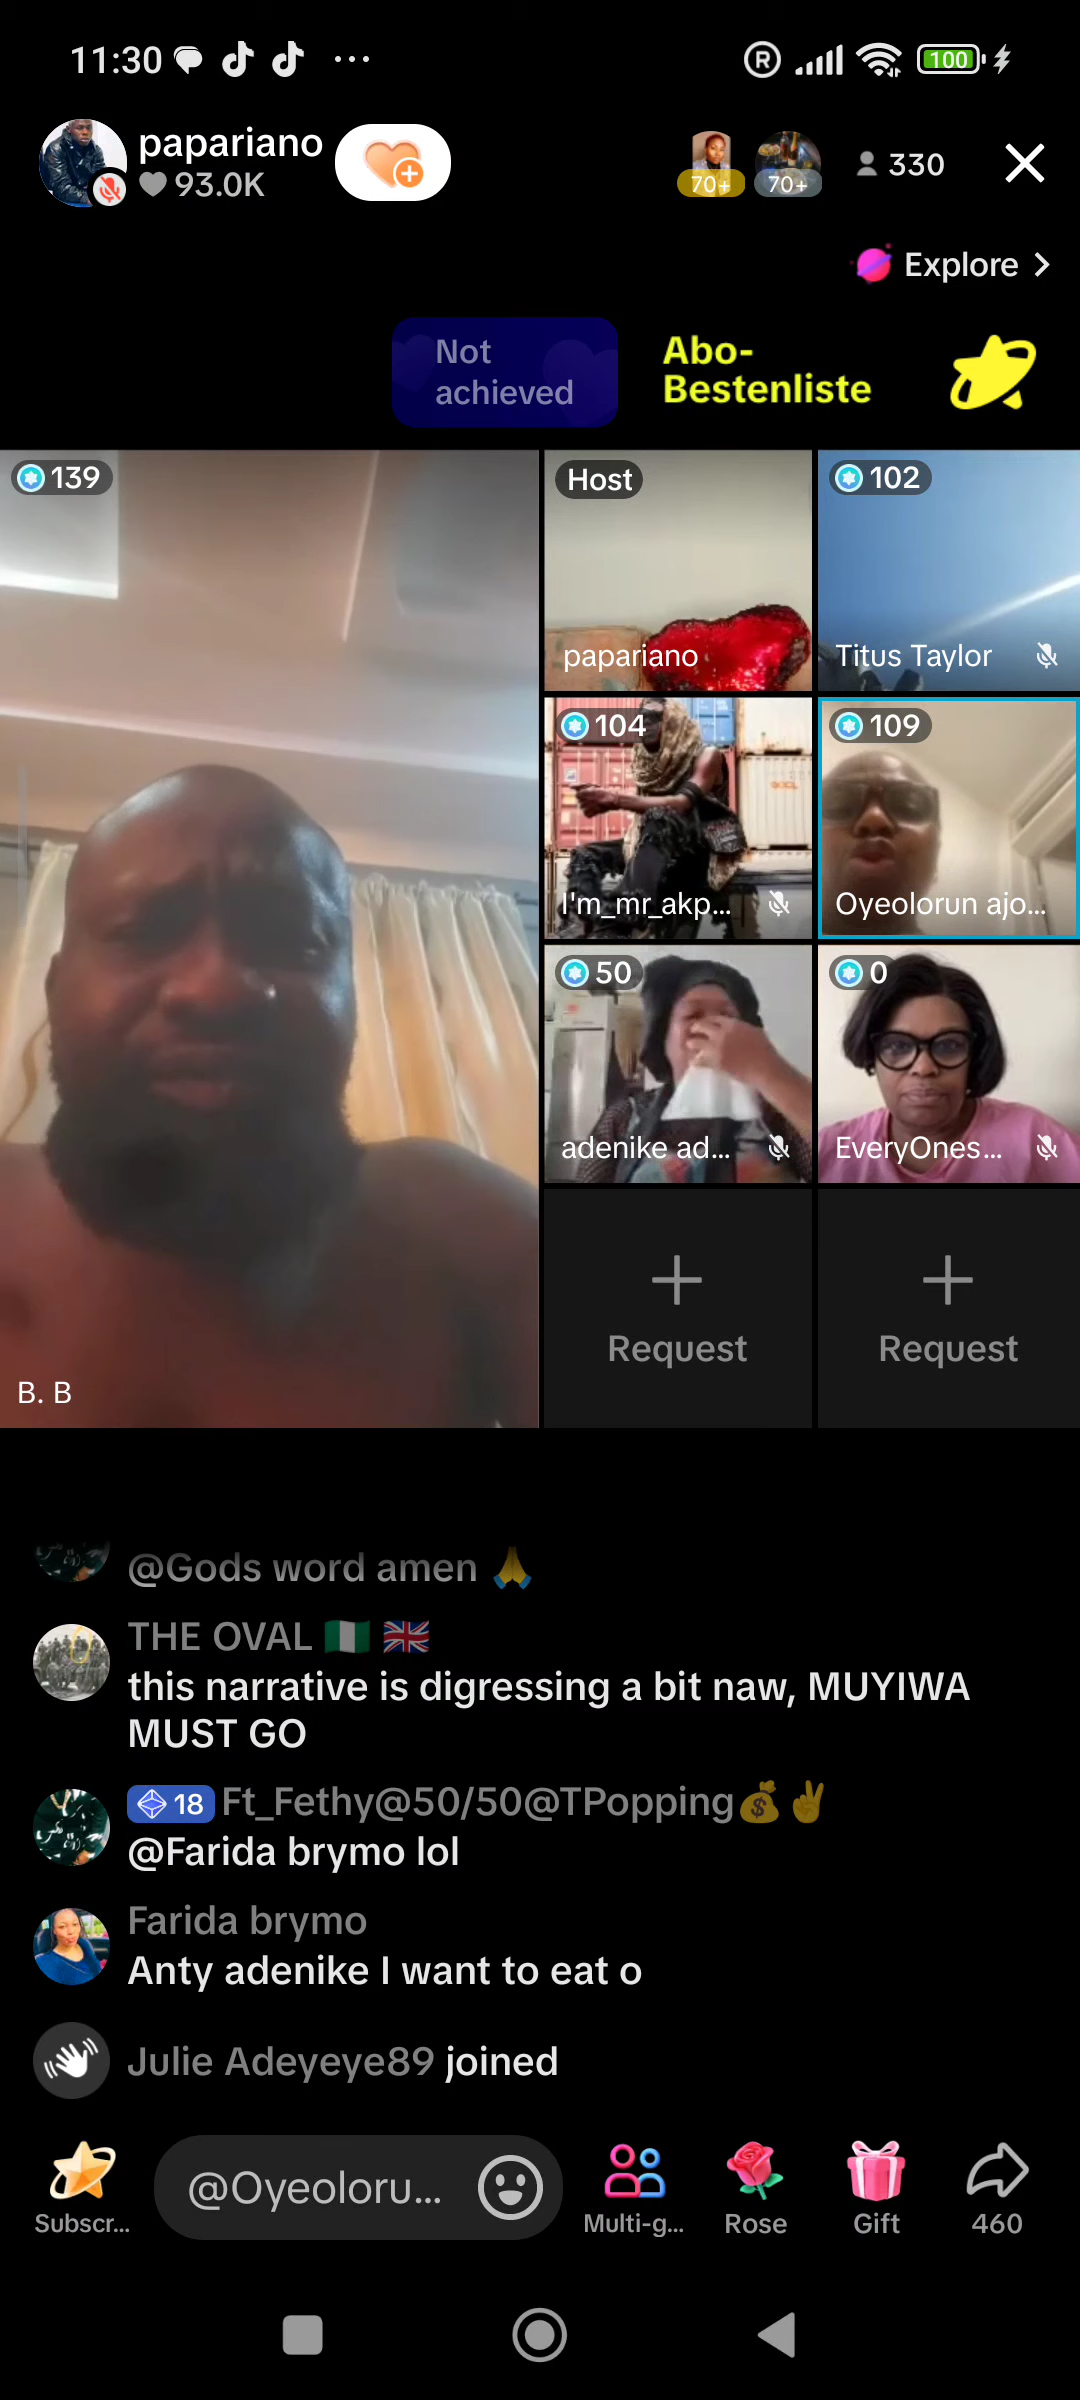 11:30
R
100
papariano
93.0K
70+
70+
330
Explore
Not
achieved
Abo-
Bestenliste
139
Host
102
papariano
Titus Taylor
104
109
I'm_mr_akp...
Oyeolorun ajo...
50
0
adenike ad...
EveryOnes...
Request
Request
B. B
@Gods word amen 🙏
THE OVAL 🇳🇬 🇬🇧
this narrative is digressing a bit naw, MUYIWA
MUST GO
18 Ft_Fethy@50/50@TPopping💰✌️
@Farida brymo lol
Farida brymo
Anty adenike I want to eat o
Julie Adeyeye89 joined
@Oyeoloru...
Subscr...
Multi-g...
Rose
Gift
460